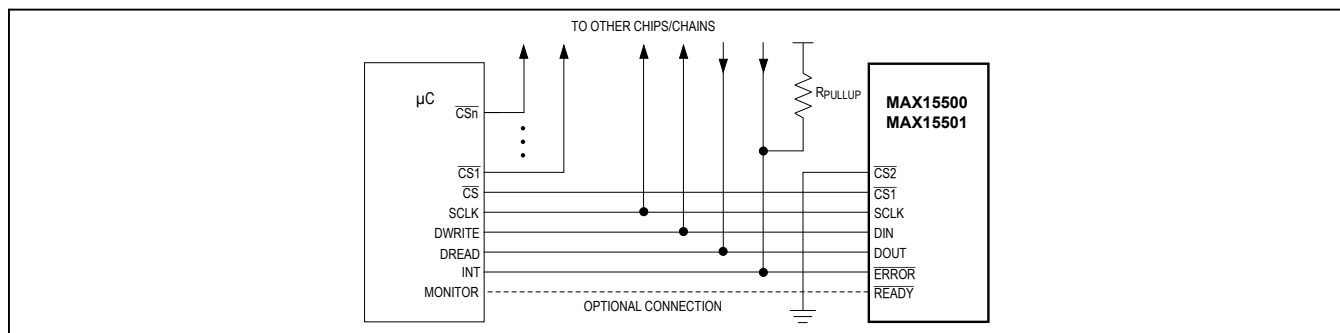 TO OTHER CHIPS/CHAINS
µC
RPULLUP
MAX15500
MAX15501
CSn
CS1
CS2
CS
CS1
SCLK
SCLK
DWRITE
DIN
DREAD
DOUT
INT
ERROR
MONITOR
READY
OPTIONAL CONNECTION